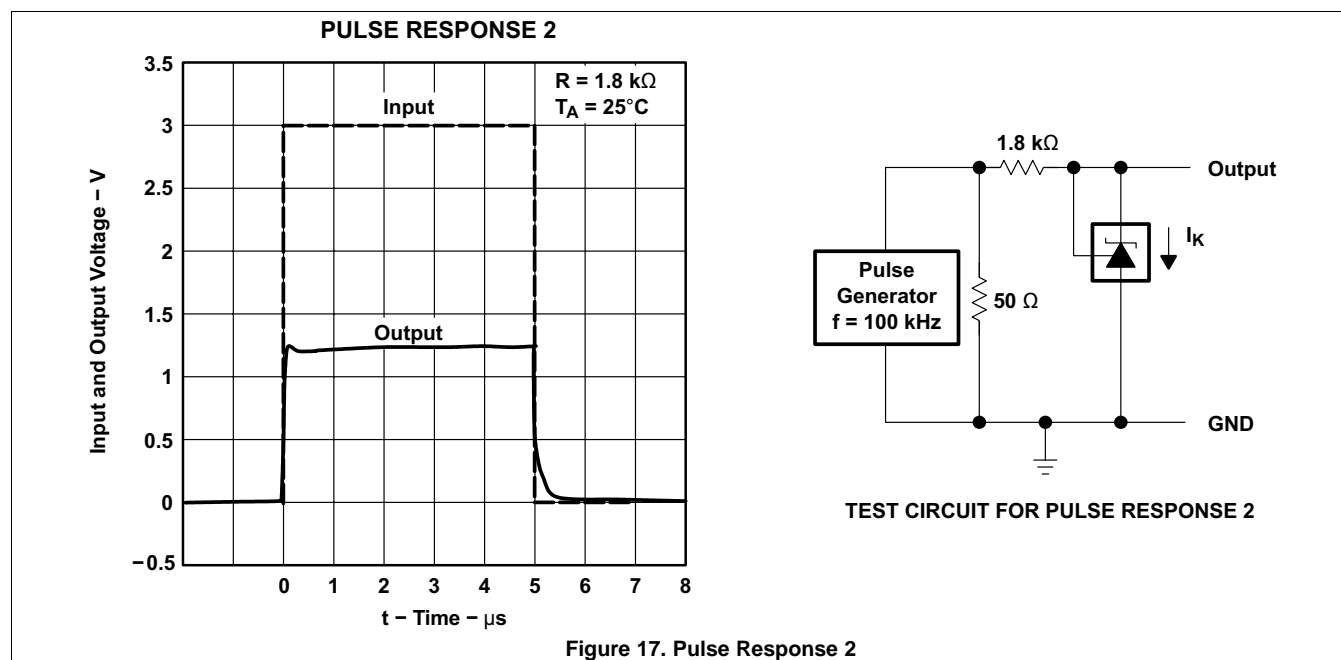 PULSE RESPONSE 2
Input and Output Voltage – V
3.5
3
2.5
2
1.5
1
0.5
0
−0.5
R = 1.8 kΩ
TA = 25°C
Input
Output
0 1 2 3 4 5 6 7 8
t – Time – μs
1.8 kΩ
Output
IK
Pulse
Generator
f = 100 kHz
50 Ω
GND
TEST CIRCUIT FOR PULSE RESPONSE 2
Figure 17. Pulse Response 2